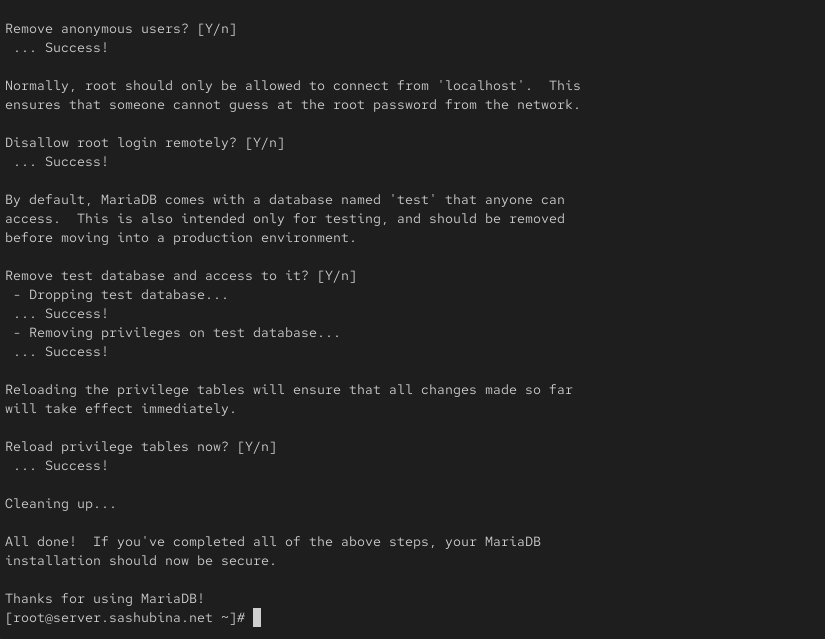 Remove anonymous users? [Y/n]
 ... Success!
Normally, root should only be allowed to connect from 'localhost'.  This
ensures that someone cannot guess at the root password from the network.
Disallow root login remotely? [Y/n]
 ... Success!
By default, MariaDB comes with a database named 'test' that anyone can
access.  This is also intended only for testing, and should be removed
before moving into a production environment.
Remove test database and access to it? [Y/n]
 - Dropping test database...
 ... Success!
 - Removing privileges on test database...
 ... Success!
Reloading the privilege tables will ensure that all changes made so far
will take effect immediately.
Reload privilege tables now? [Y/n]
 ... Success!
Cleaning up...
All done!  If you've completed all of the above steps, your MariaDB
installation should now be secure.
Thanks for using MariaDB!
[root@server.sashubina.net ~]#